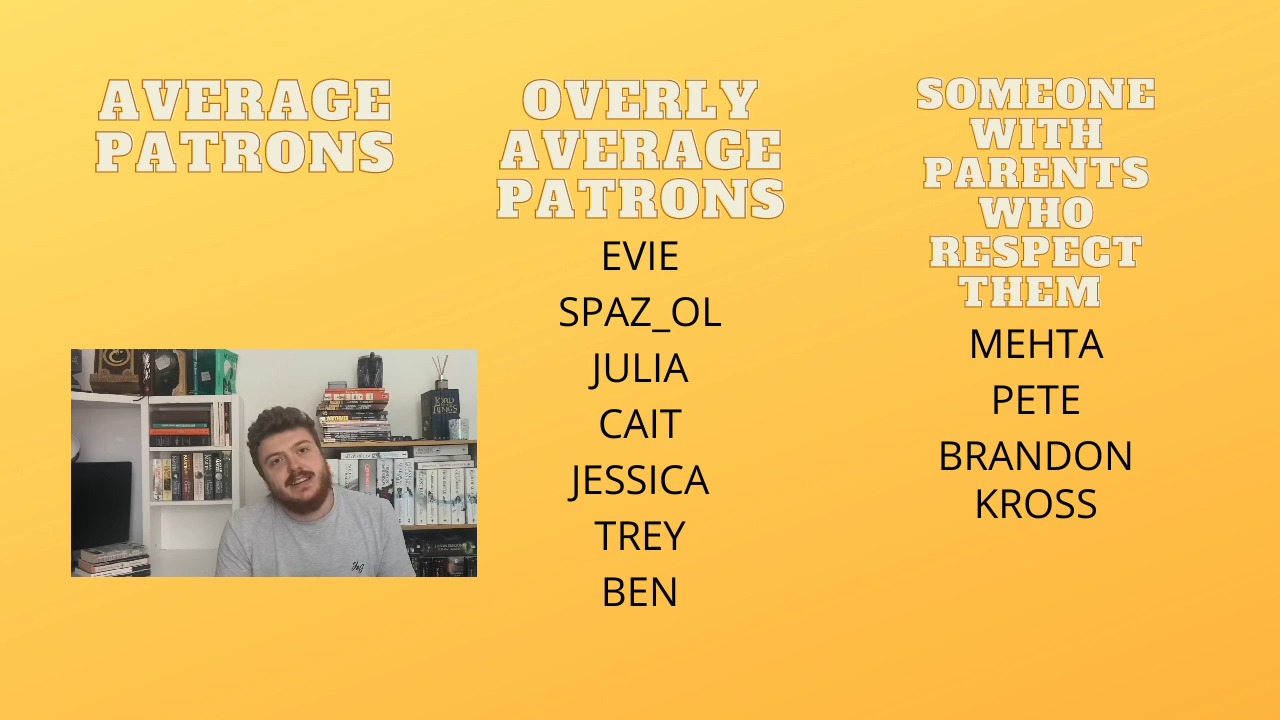 AVERAGE
PATRONS
OVERLY
AVERAGE
PATRONS
EVIE
SPAZ_OL
JULIA
CAIT
JESSICA
TREY
BEN
SOMEONE
WITH
PARENTS
WHO
RESPECT
THEM
MEHTA
PETE
BRANDON
KROSS